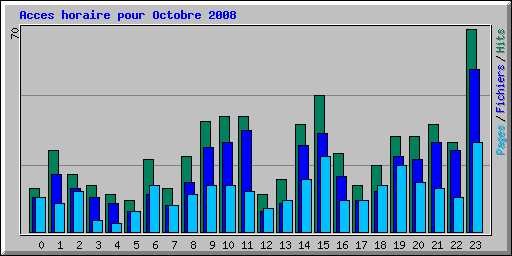 Acces horaire pour Octobre 2008
70
Pages / Fichiers / Hits
0 1 2 3 4 5 6 7 8 9 10 11 12 13 14 15 16 17 18 19 20 21 22 23